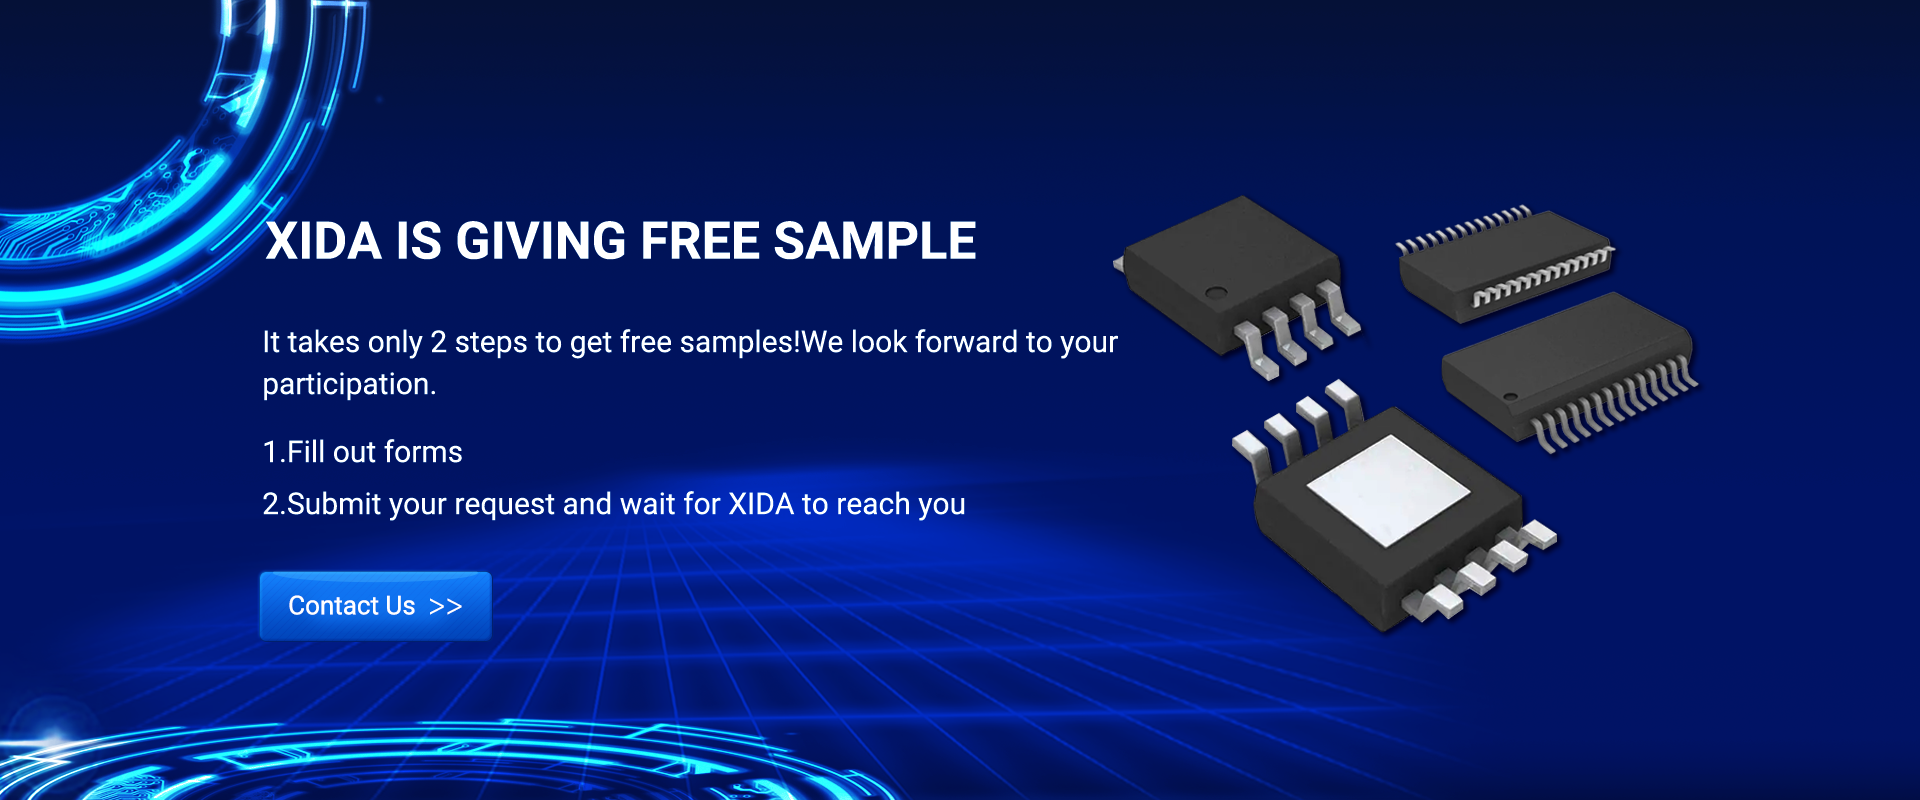 XIDA IS GIVING FREE SAMPLE
It takes only 2 steps to get free samples!We look forward to your
participation.
1.Fill out forms
2.Submit your request and wait for XIDA to reach you
Contact Us >>